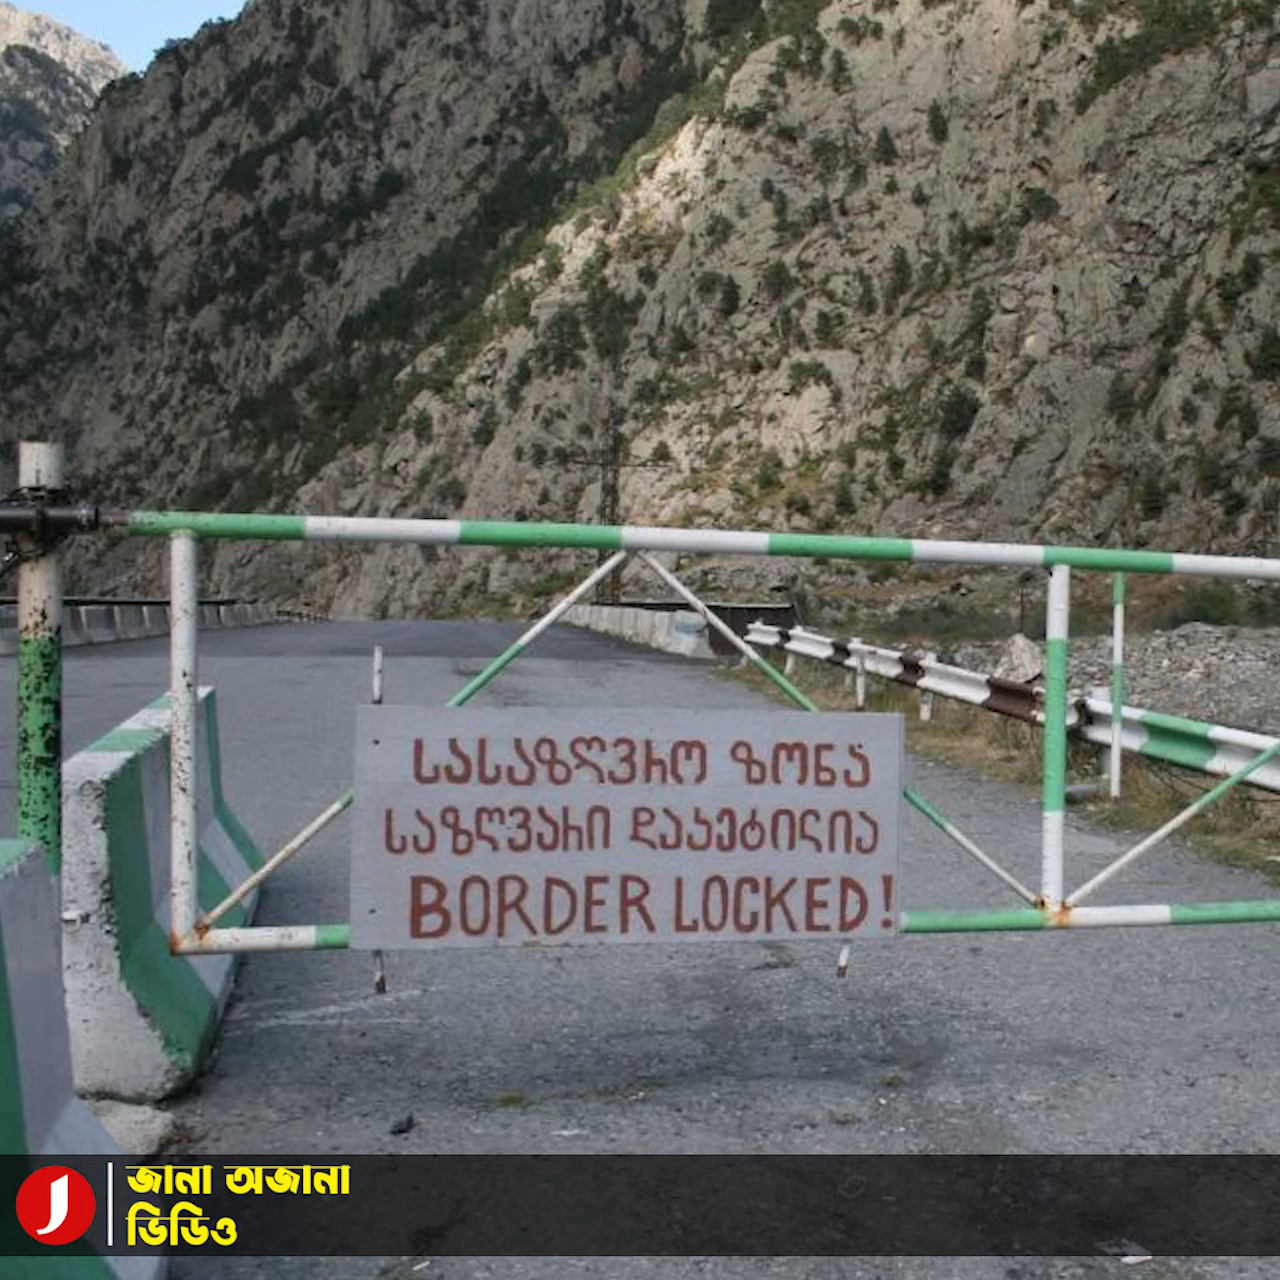 სასაზღვრო ზონა
საზღვარი დაკეტილია
BORDER LOCKED!
J
জানা অজানা
ভিডিও